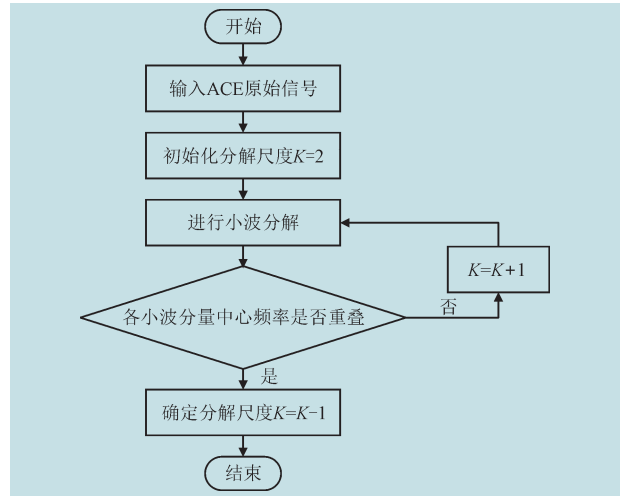 开始
输入ACE原始信号
初始化分解尺度K=2
进行小波分解
K=K+1
各小波分量中心频率是否重叠
否
是
确定分解尺度K=K-1
结束